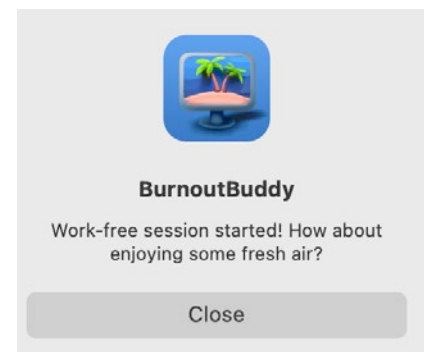 BurnoutBuddy
Work-free session started! How about
enjoying some fresh air?
Close